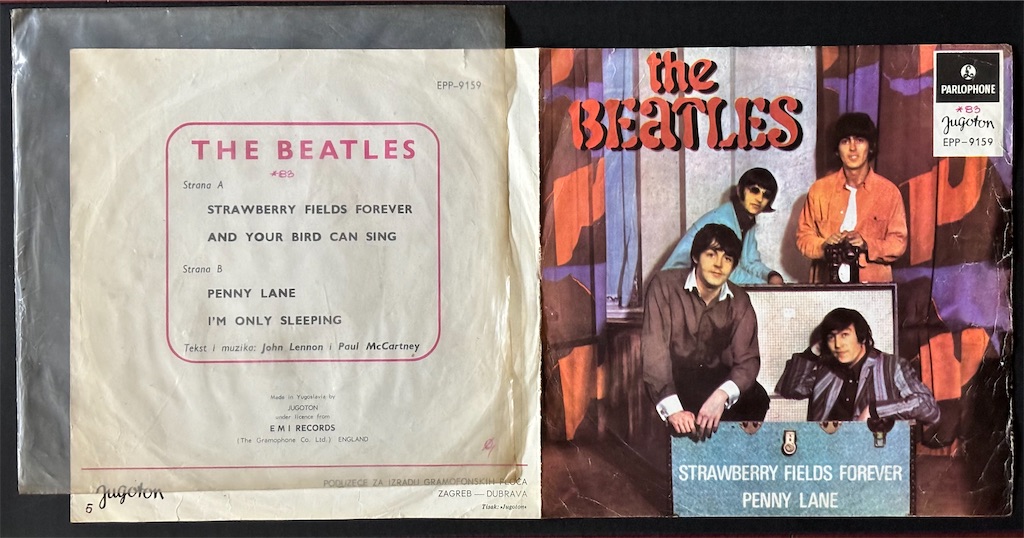 EPP-9159
THE BEATLES
*83
Strana A
STRAWBERRY FIELDS FOREVER
AND YOUR BIRD CAN SING
Strana B
PENNY LANE
I'M ONLY SLEEPING
Tekst i muzika: John Lennon i Paul McCartney
Made in Yugoslavia by
JUGOTON
under licence from
EMI RECORDS
(The Gramophone Co. Ltd.) ENGLAND
Jugoton
PODUZEĆE ZA IZRADU GRAMOFONSKIH PLOČA
ZAGREB — DUBRAVA
5
Tisak: »Jugoton«
the
BEATLES
£
PARLOPHONE
*83
Jugoton
EPP-9159
STRAWBERRY FIELDS FOREVER
PENNY LANE